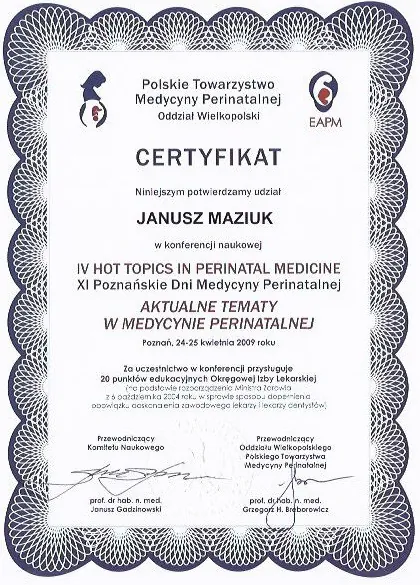 Polskie Towarzystwo
Medycyny Perinatalnej
Oddział Wielkopolski
EAPM
CERTYFIKAT
Niniejszym potwierdzamy udział
JANUSZ MAZIUK
w konferencji naukowej
IV HOT TOPICS IN PERINATAL MEDICINE
XI Poznańskie Dni Medycyny Perinatalnej
AKTUALNE TEMATY
W MEDYCYNIE PERINATALNEJ
Poznań, 24-25 kwietnia 2009 roku
Za uczestnictwo w konferencji przysługuje
20 punktów edukacyjnych Okręgowej Izby Lekarskiej
(na podstawie rozporządzenia Ministra Zdrowia
z 6 października 2004 roku w sprawie sposobu dopełnienia
obowiązku doskonalenia zawodowego lekarzy i lekarzy dentystów)
Przewodniczący
Komitetu Naukowego
prof. dr hab. n. med.
Janusz Gadzinowski
Przewodniczący
Oddziału Wielkopolskiego
Polskiego Towarzystwa
Medycyny Perinatalnej
prof. dr hab. n. med.
Grzegorz H. Bręborowicz